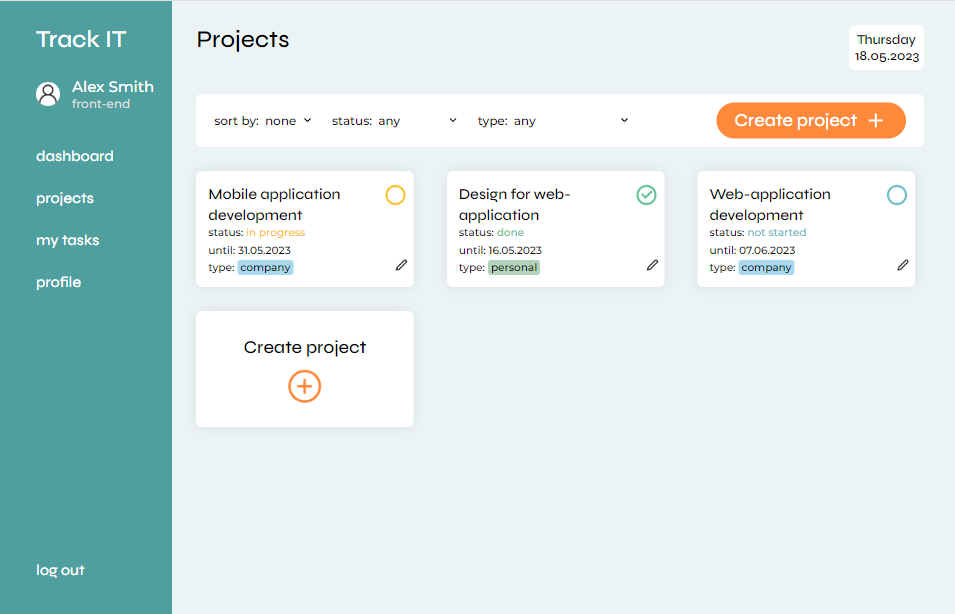 Track IT
Alex Smith
front-end
dashboard
projects
my tasks
profile
log out
Projects
Thursday
18.05.2023
sort by: none status: any type: any Create project +
Mobile application
development
status: in progress
until: 31.05.2023
type: company
Design for web-
application
status: done
until: 16.05.2023
type: personal
Web-application
development
status: not started
until: 07.06.2023
type: company
Create project